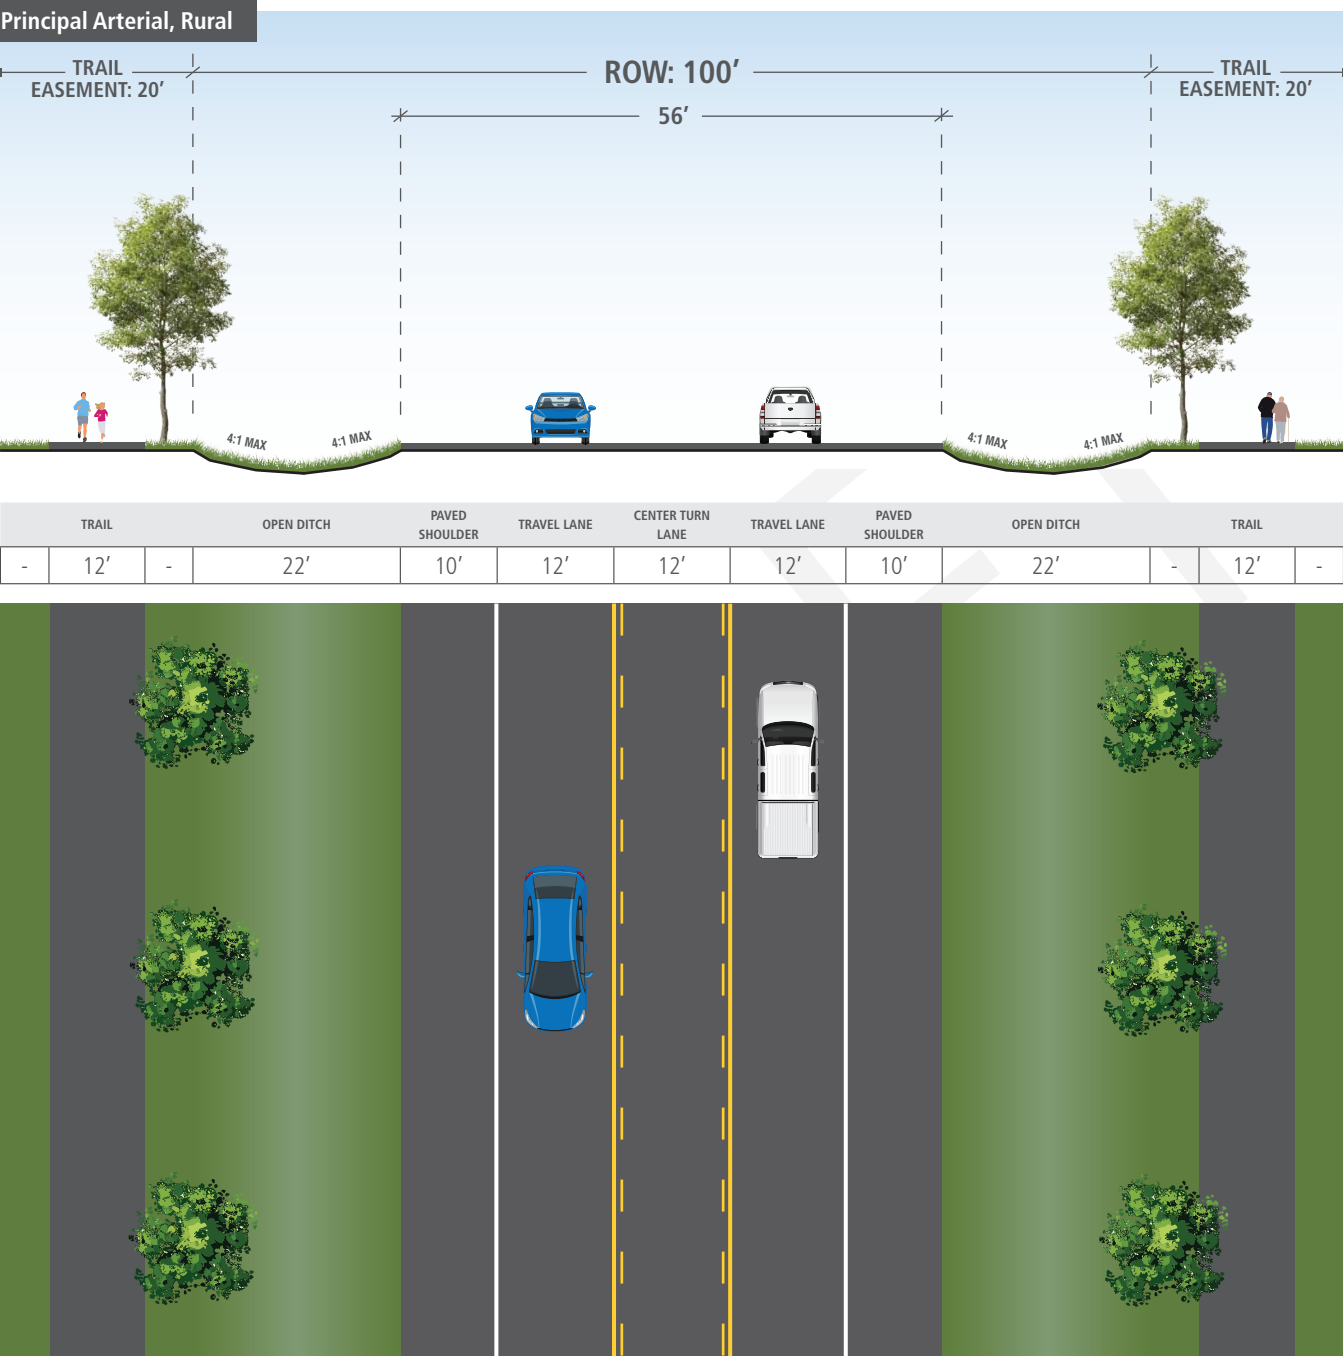 Principal Arterial, Rural
TRAIL
EASEMENT: 20’
ROW: 100’
TRAIL
EASEMENT: 20’
56’
4:1 MAX
4:1 MAX
4:1 MAX
4:1 MAX
TRAIL
OPEN DITCH
PAVED
SHOULDER
TRAVEL LANE
CENTER TURN
LANE
TRAVEL LANE
PAVED
SHOULDER
OPEN DITCH
TRAIL
-
12’
-
22’
10’
12’
12’
12’
10’
22’
-
12’
-